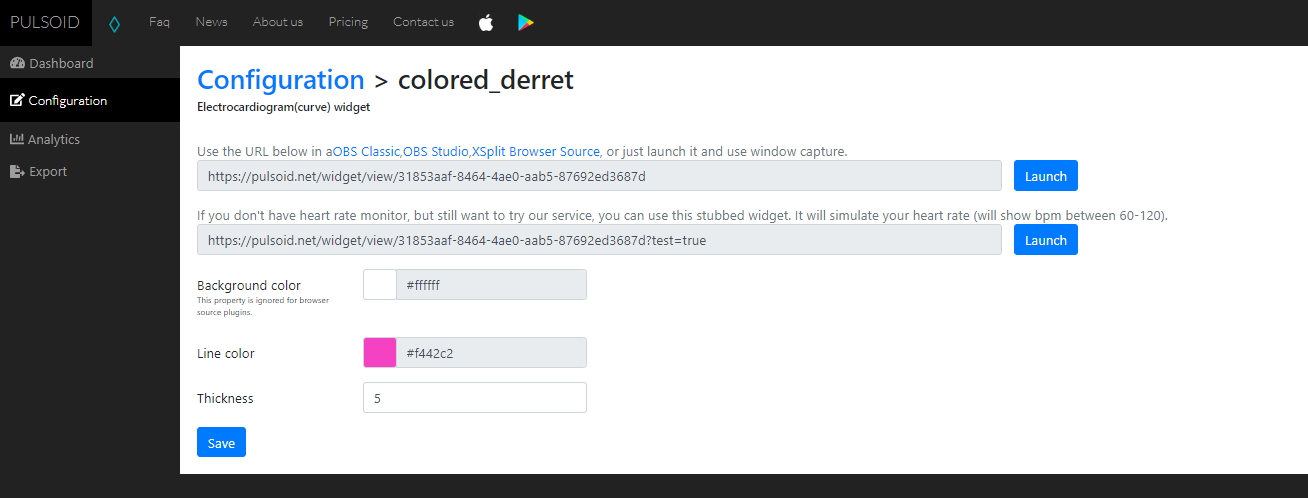 PULSOID
Faq
News
About us
Pricing
Contact us
Dashboard
Configuration
Analytics
Export
Configuration > colored_derret
Electrocardiogram(curve) widget
Use the URL below in aOBS Classic,OBS Studio,XSplit Browser Source, or just launch it and use window capture.
https://pulsoid.net/widget/view/31853aaf-8464-4ae0-aab5-87692ed3687d
Launch
If you don't have heart rate monitor, but still want to try our service, you can use this stubbed widget. It will simulate your heart rate (will show bpm between 60-120).
https://pulsoid.net/widget/view/31853aaf-8464-4ae0-aab5-87692ed3687d?test=true
Launch
Background color
This property is ignored for browser
source plugins.
#ffffff
Line color
#f442c2
Thickness
5
Save